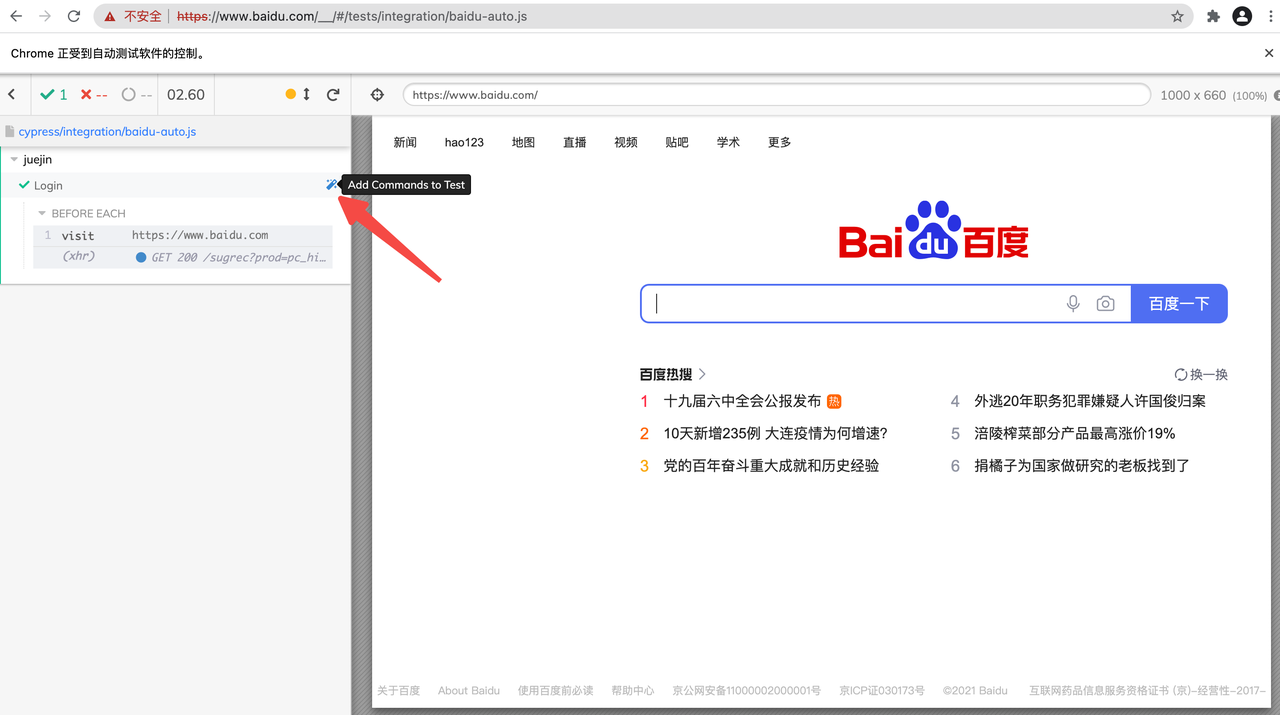 不安全 https://www.baidu.com/__/#/tests/integration/baidu-auto.js
Chrome 正受到自动测试软件的控制。
1 -- -- 02.60 https://www.baidu.com/ 1000 x 660 (100%)
cypress/integration/baidu-auto.js
新闻 hao123 地图 直播 视频 贴吧 学术 更多
juejin
Login
Add Commands to Test
BEFORE EACH
1 visit https://www.baidu.com
(xhr) GET 200 /sugrec?prod=pc_hi…
Bai du 百度
百度一下
百度热搜 换一换
1 十九届六中全会公报发布 热
4 外逃20年职务犯罪嫌疑人许国俊归案
2 10天新增235例 大连疫情为何增速?
5 涪陵榨菜部分产品最高涨价19%
3 党的百年奋斗重大成就和历史经验
6 捐橘子为国家做研究的老板找到了
关于百度 About Baidu 使用百度前必读 帮助中心 京公网安备11000002000001号 京ICP证030173号 ©2021 Baidu 互联网药品信息服务资格证书 (京)-经营性-2017-